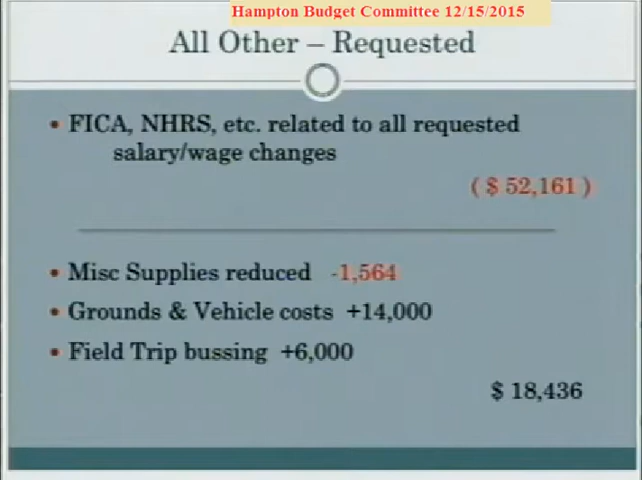 Hampton Budget Committee 12/15/2015
All Other – Requested
• FICA, NHRS, etc. related to all requested
salary/wage changes
( $ 52,161 )
• Misc Supplies reduced -1,564
• Grounds & Vehicle costs +14,000
• Field Trip bussing +6,000
$ 18,436